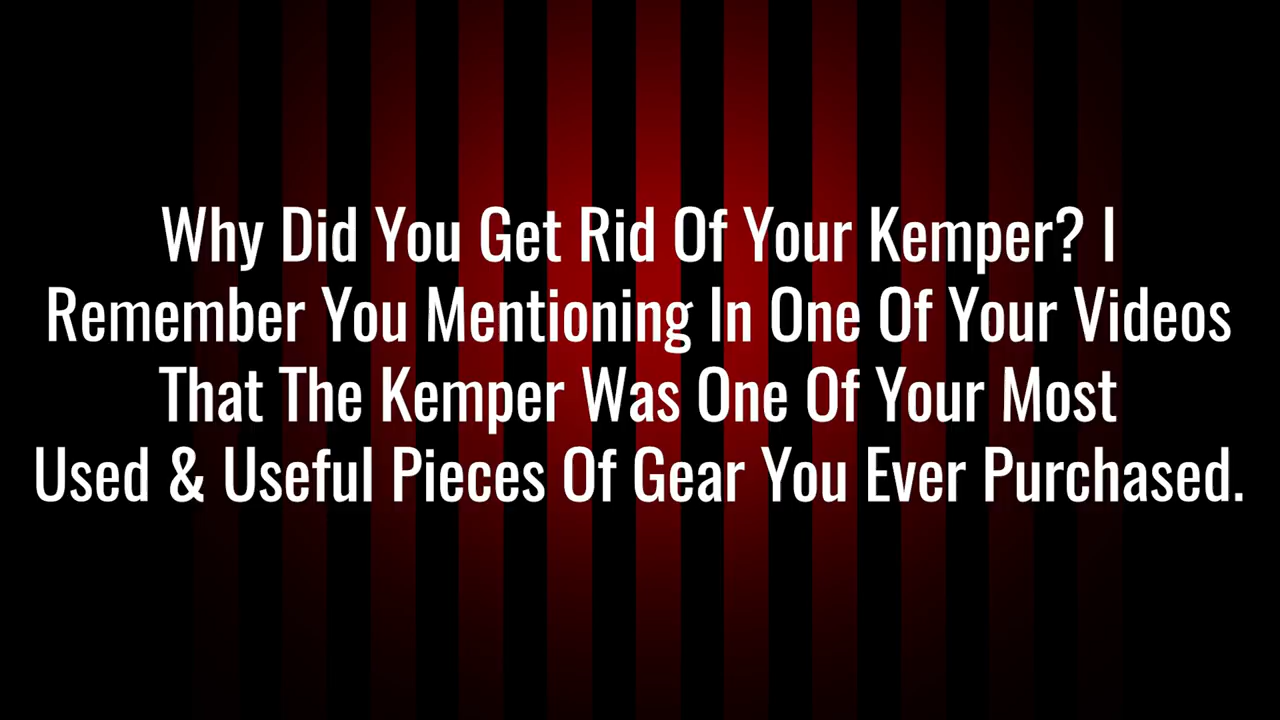 Why Did You Get Rid Of Your Kemper? I
Remember You Mentioning In One Of Your Videos
That The Kemper Was One Of Your Most
Used & Useful Pieces Of Gear You Ever Purchased.